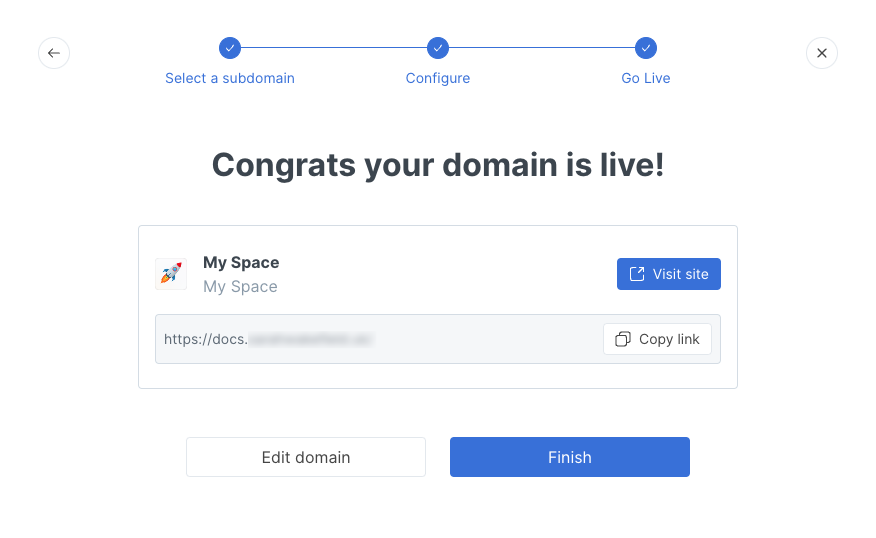 Select a subdomain
Configure
Go Live
Congrats your domain is live!
My Space
My Space
Visit site
https://docs.
Copy link
Edit domain
Finish